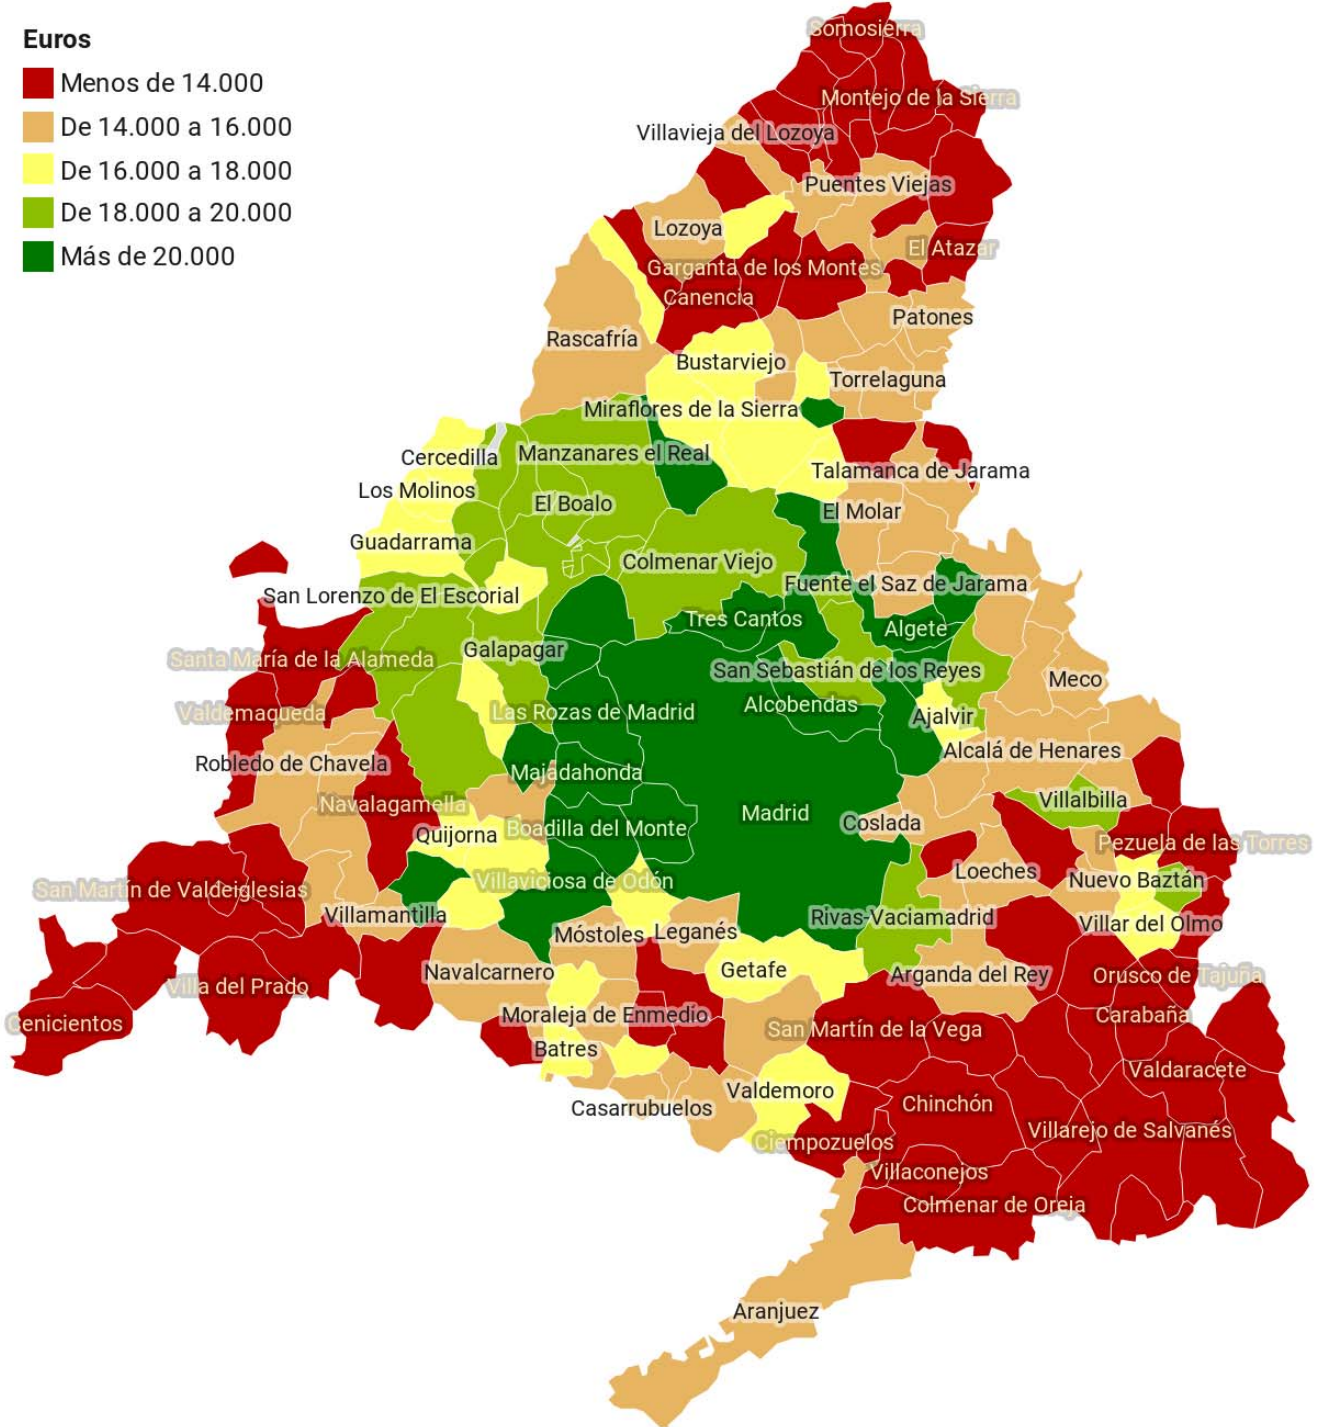 Euros
Menos de 14.000
De 14.000 a 16.000
De 16.000 a 18.000
De 18.000 a 20.000
Más de 20.000
Somosierra
Montejo de la Sierra
Villavieja del Lozoya
Puentes Viejas
Lozoya
El Atazar
Garganta de los Montes
Canencia
Patones
Rascafría
Bustarviejo
Torrelaguna
Miraflores de la Sierra
Cercedilla
Manzanares el Real
Talamanca de Jarama
Los Molinos
El Boalo
El Molar
Guadarrama
Colmenar Viejo
Fuente el Saz de Jarama
San Lorenzo de El Escorial
Tres Cantos
Algete
Galapagar
Santa María de la Alameda
San Sebastián de los Reyes
Meco
Valdemaqueda
Las Rozas de Madrid
Alcobendas
Ajalvir
Alcalá de Henares
Robledo de Chavela
Majadahonda
Navalagamella
Villalbilla
Madrid
Coslada
Quijorna
Boadilla del Monte
Pezuela de las Torres
Loeches
Nuevo Baztán
San Martín de Valdeiglesias
Villaviciosa de Odón
Villamantilla
Rivas-Vaciamadrid
Villar del Olmo
Móstoles
Leganés
Navalcarnero
Getafe
Arganda del Rey
Orusco de Tajuña
Villa del Prado
Moraleja de Enmedio
Carabaña
Cenicientos
San Martín de la Vega
Batres
Valdaracete
Valdemoro
Casarrubuelos
Chinchón
Villarejo de Salvanés
Ciempozuelos
Villaconejos
Colmenar de Oreja
Aranjuez